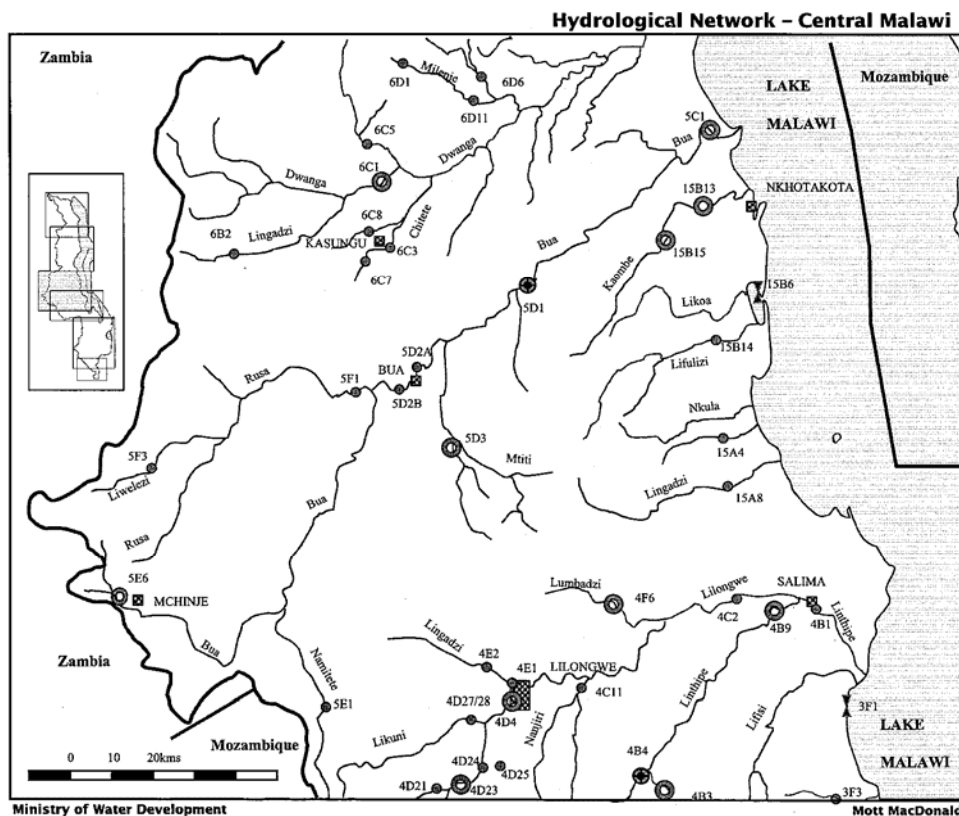 Hydrological Network – Central Malawi
Zambia
LAKE
MALAWI
Mozambique
6D1
Milenje
6D6
6D11
5C1
Bua
6C5
Dwanga
Dwanga
6C1
15B13
NKHOTAKOTA
6C8
Chitete
6B2
Lingadzi
KASUNGU
6C3
Bua
15B15
6C7
Kaombe
15B6
5D1
Likoa
15B14
5D2A
Lifulizi
Rusa
BUA
5F1
5D2B
Nkula
5D3
15A4
5F3
Mtiti
Liwelezi
Lingadzi
15A8
Bua
Rusa
5E6
Lumbadzi
Lilongwe
SALIMA
MCHINJE
4F6
4C2
4B9
4B1
Linthipe
Lingadzi
Bua
Zambia
4E2
LILONGWE
4E1
Namitete
Linthipe
4D27/28
4C11
5E1
4D4
Lifisi
3F1
Nanjiri
LAKE
Mozambique
Likuni
MALAWI
0 10 20kms
4D24
4D25
4B4
4D21
4D23
4B3
3F3
Ministry of Water Development
Mott MacDonald